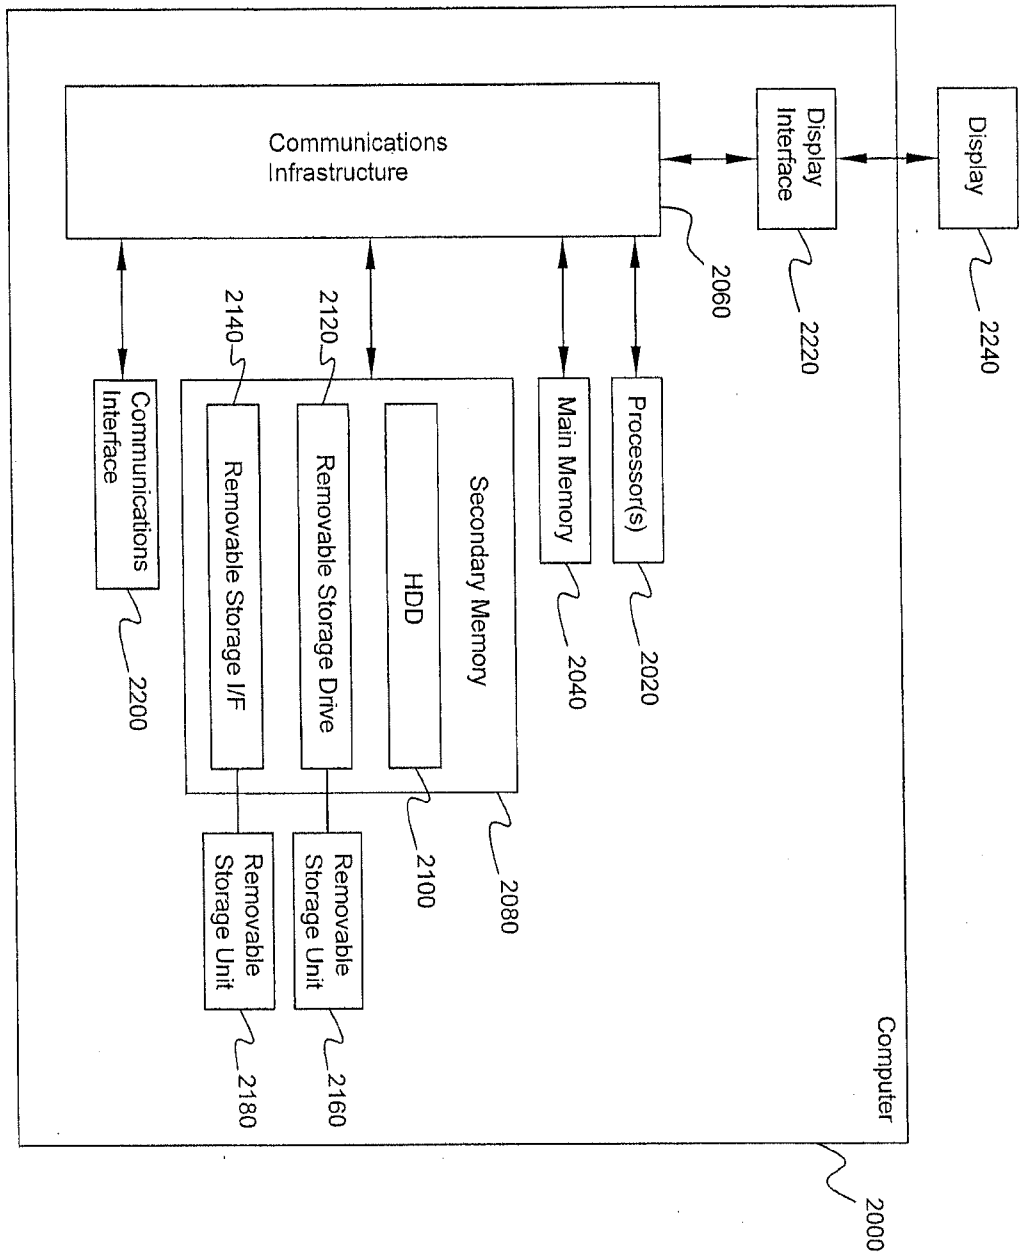 Computer
2000
Display
2240
Display
Interface
2220
Communications
Infrastructure
2060
Processor(s)
2020
Main Memory
2040
Secondary Memory
2080
HDD
2100
2120
Removable Storage Drive
Removable
Storage Unit
2160
2140
Removable Storage I/F
Removable
Storage Unit
2180
Communications
Interface
2200